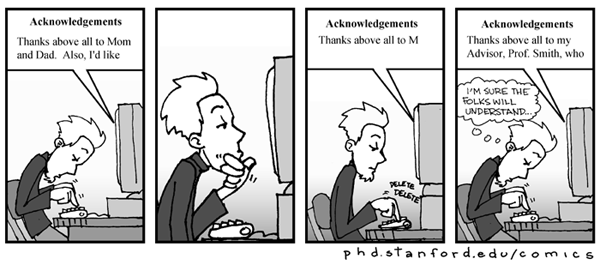 Acknowledgements
Thanks above all to Mom
and Dad.  Also, I'd like
Acknowledgements
Thanks above all to M
DELETE
DELETE
Acknowledgements
Thanks above all to my
Advisor, Prof. Smith, who
I'M SURE THE
FOLKS WILL
UNDERSTAND...
phd.stanford.edu/comics